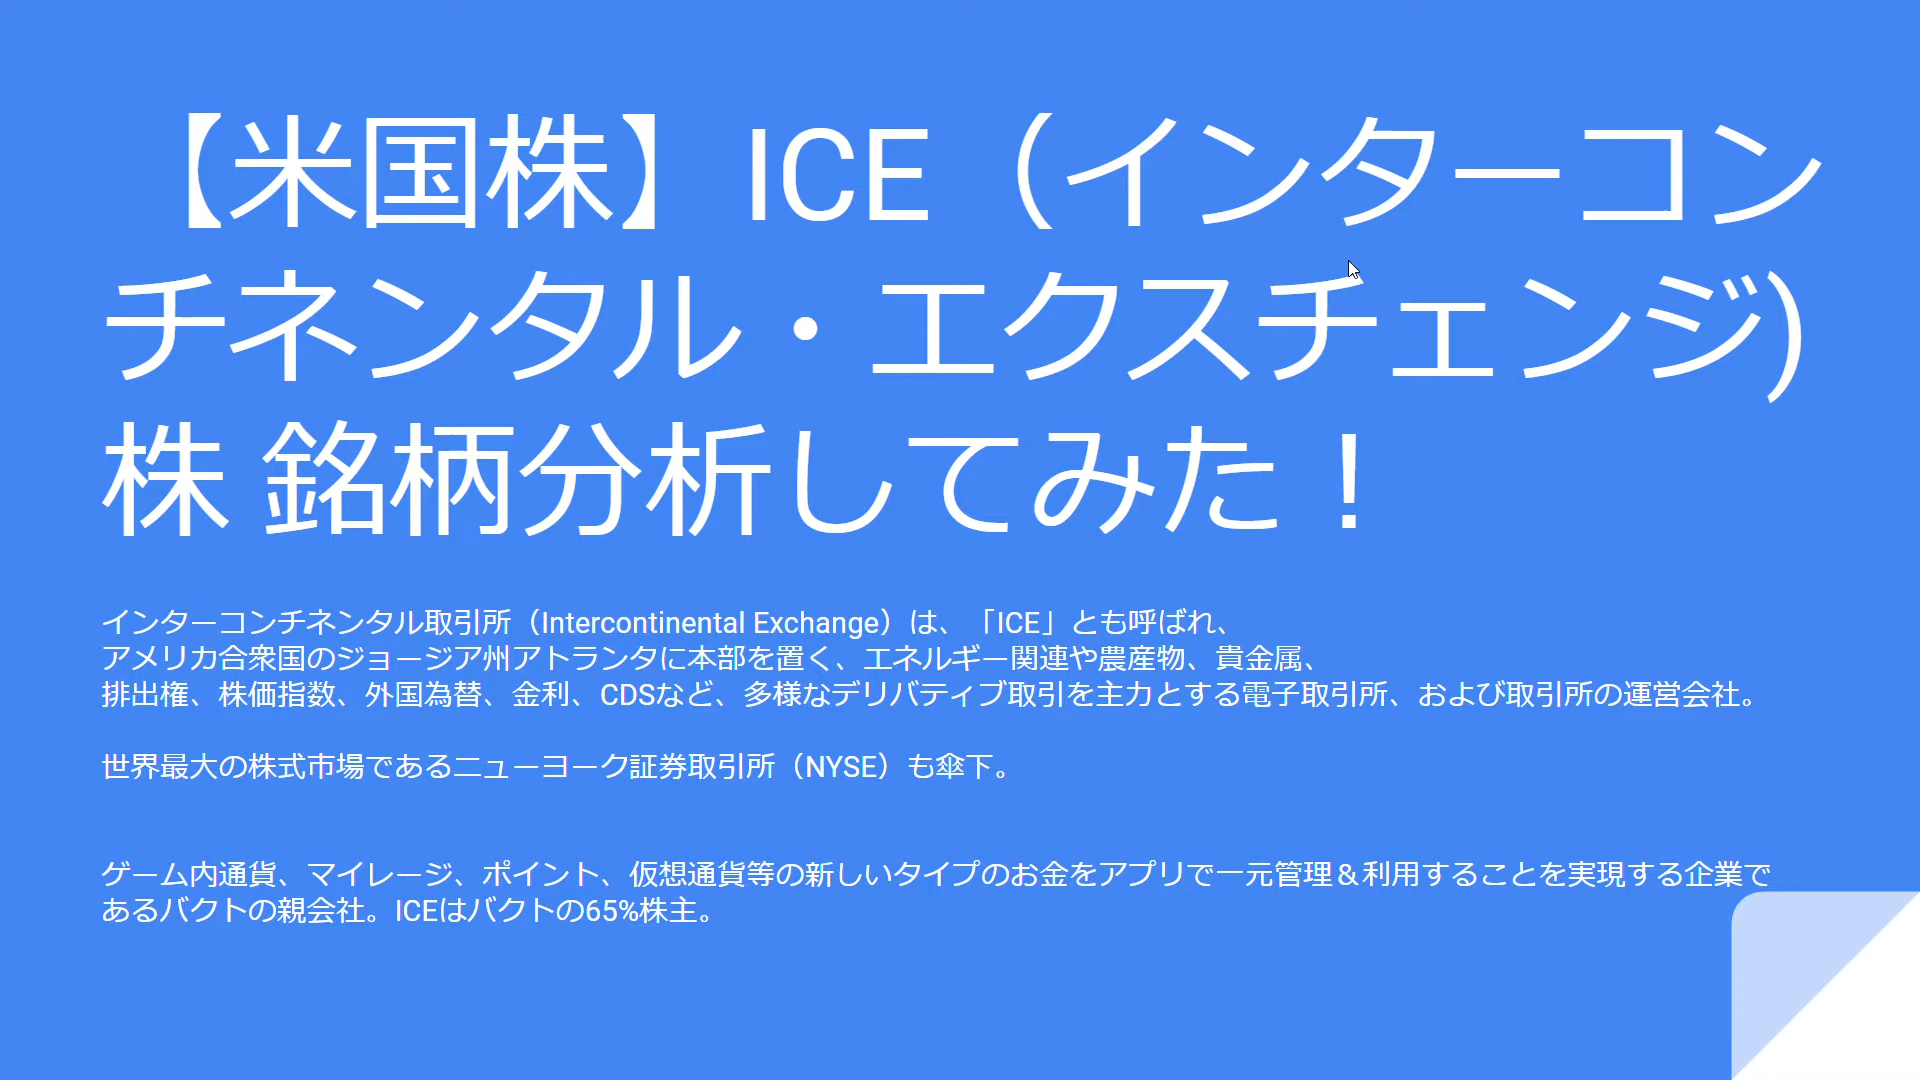 【米国株】ICE（インターコン
チネンタル・エクスチェンジ)
株 銘柄分析してみた！
インターコンチネンタル取引所（Intercontinental Exchange）は、「ICE」とも呼ばれ、
アメリカ合衆国のジョージア州アトランタに本部を置く、エネルギー関連や農産物、貴金属、
排出権、株価指数、外国為替、金利、CDSなど、多様なデリバティブ取引を主力とする電子取引所、および取引所の運営会社。
世界最大の株式市場であるニューヨーク証券取引所（NYSE）も傘下。
ゲーム内通貨、マイレージ、ポイント、仮想通貨等の新しいタイプのお金をアプリで一元管理＆利用することを実現する企業で
あるバクトの親会社。ICEはバクトの65%株主。